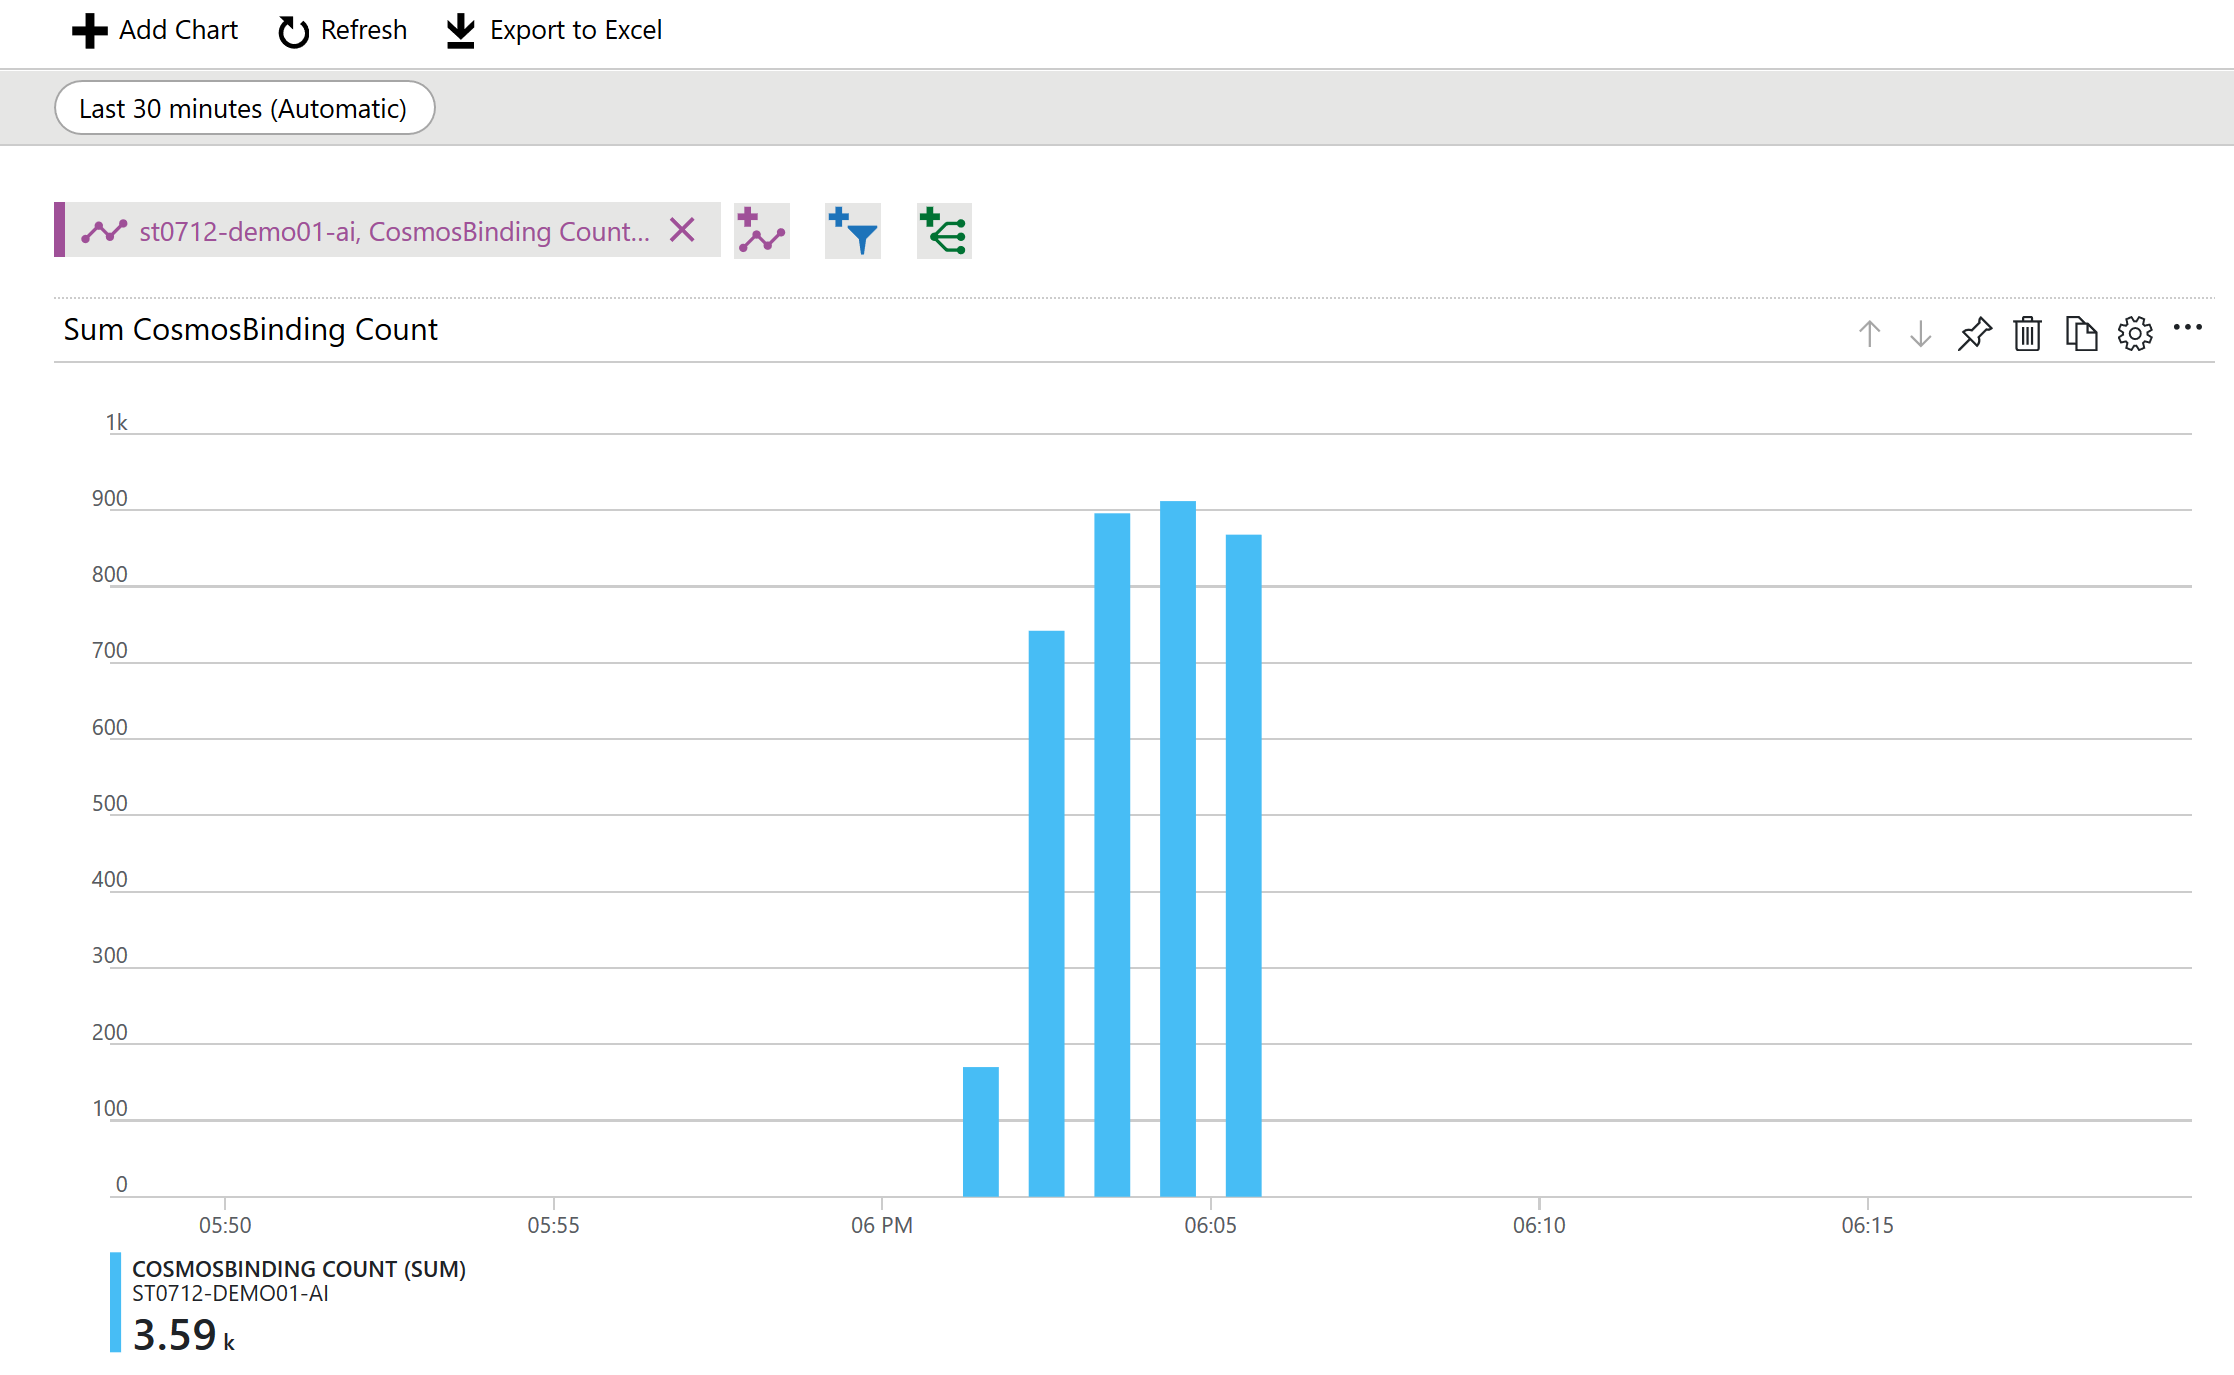 Add Chart Refresh Export to Excel
Last 30 minutes (Automatic)
st0712-demo01-ai, CosmosBinding Count...
Sum CosmosBinding Count
1k
900
800
700
600
500
400
300
200
100
0
05:50 05:55 06 PM 06:05 06:10 06:15
COSMOSBINDING COUNT (SUM)
ST0712-DEMO01-AI
3.59 k